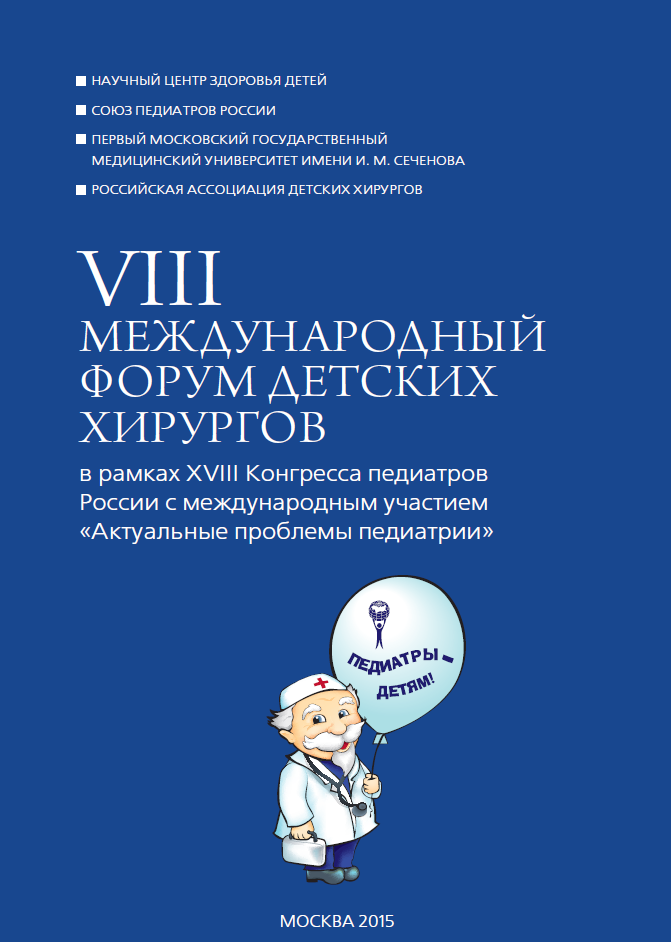 НАУЧНЫЙ ЦЕНТР ЗДОРОВЬЯ ДЕТЕЙ
СОЮЗ ПЕДИАТРОВ РОССИИ
ПЕРВЫЙ МОСКОВСКИЙ ГОСУДАРСТВЕННЫЙ
МЕДИЦИНСКИЙ УНИВЕРСИТЕТ ИМЕНИ И. М. СЕЧЕНОВА
РОССИЙСКАЯ АССОЦИАЦИЯ ДЕТСКИХ ХИРУРГОВ
VIII
МЕЖДУНАРОДНЫЙ
ФОРУМ ДЕТСКИХ
ХИРУРГОВ
в рамках XVIII Конгресса педиатров
России с международным участием
«Актуальные проблемы педиатрии»
ПЕДИАТРЫ –
ДЕТЯМ!
МОСКВА 2015